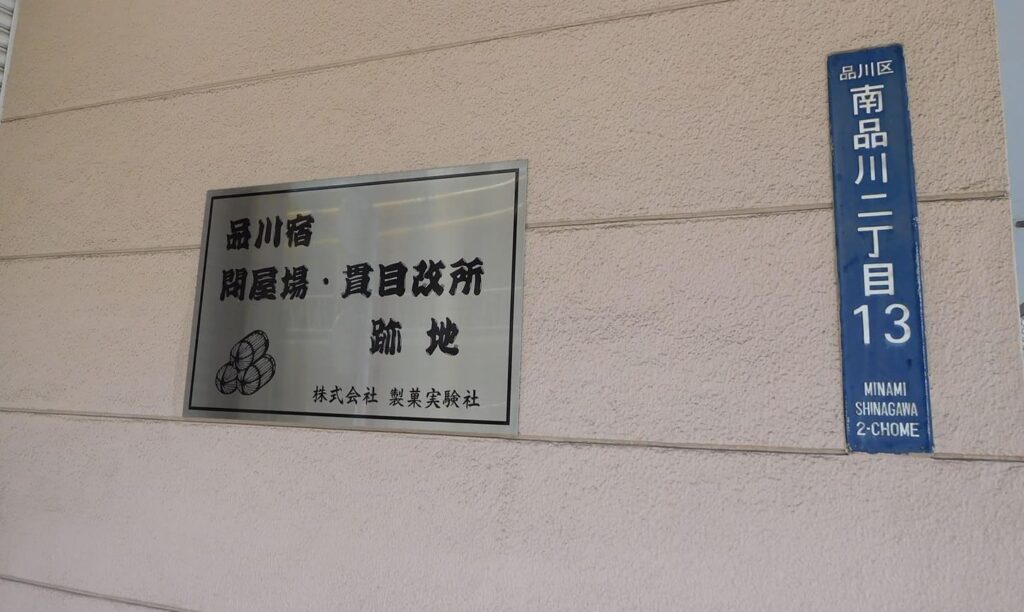 品川宿
問屋場・貫目改所
跡地
株式会社 製菓実験社
品川区
南品川二丁目
13
MINAMI
SHINAGAWA
2-CHOME